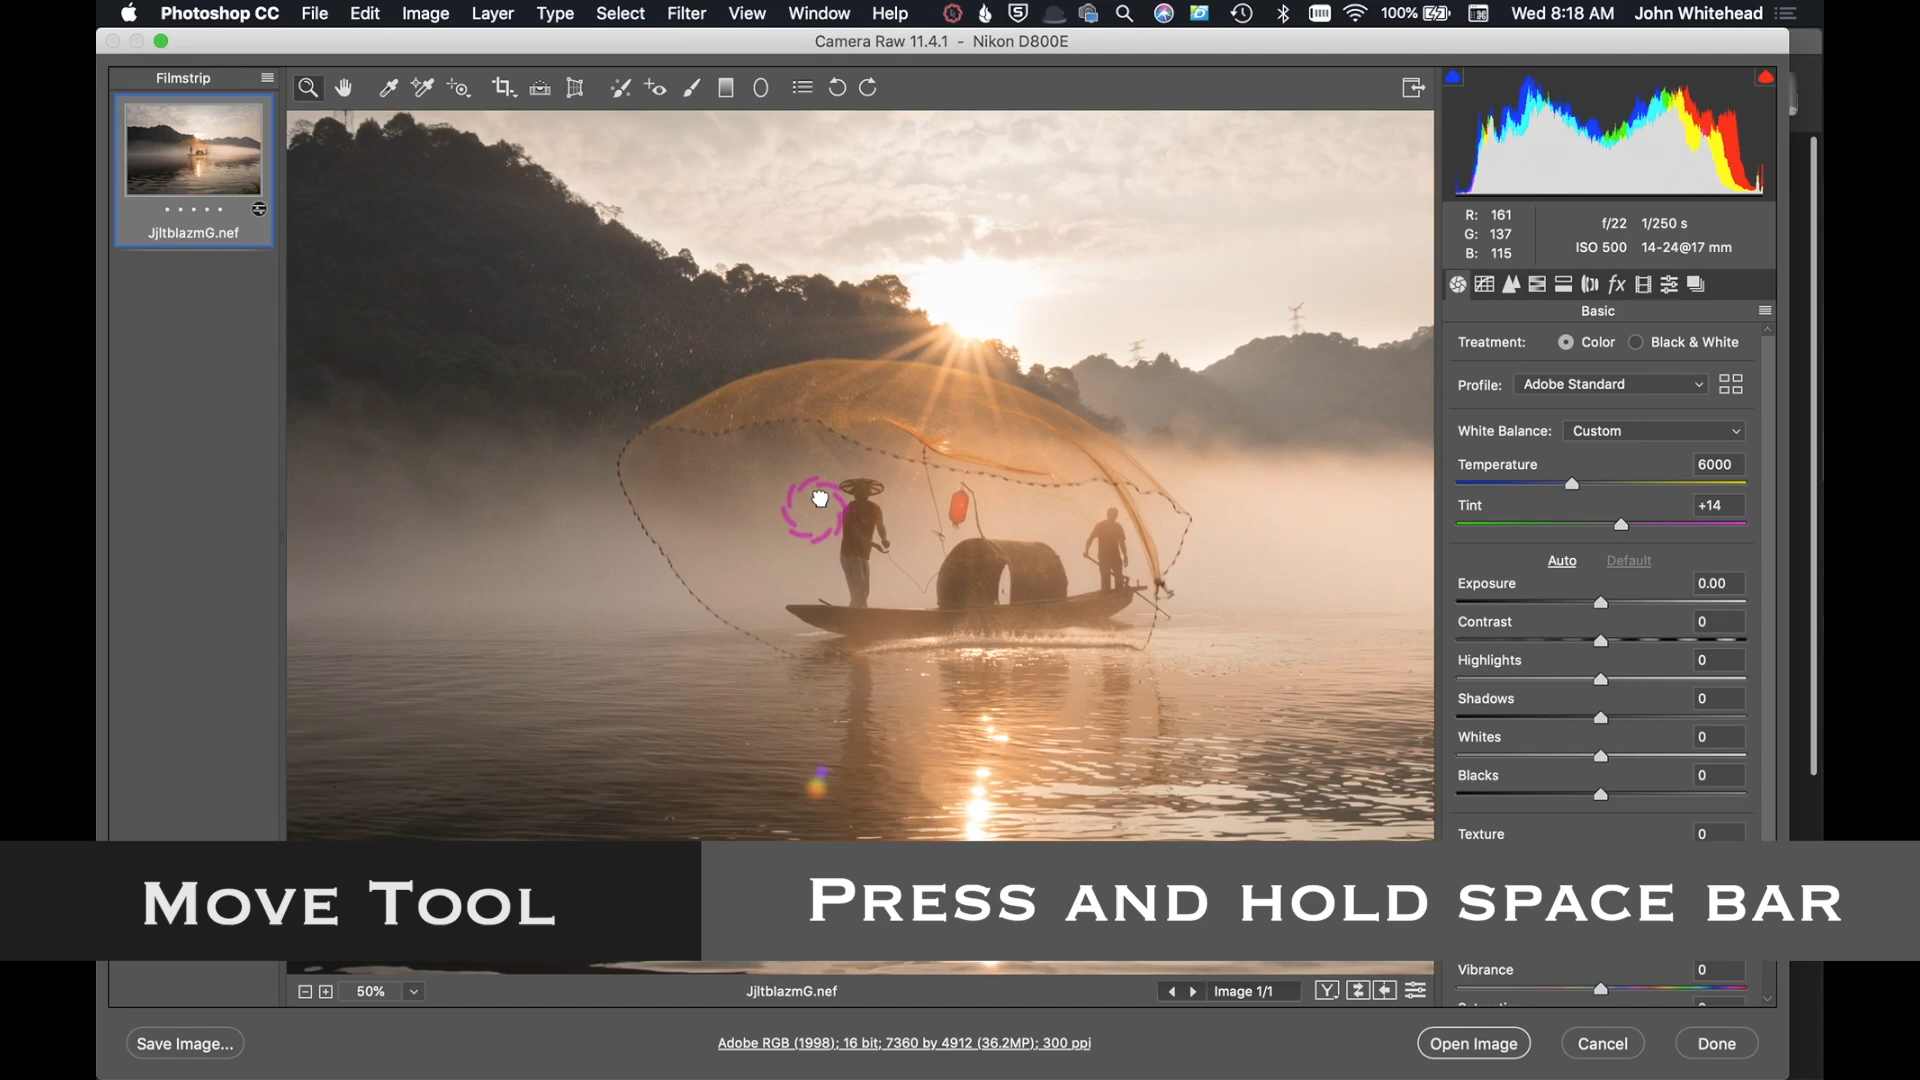 Photoshop CC File Edit Image Layer Type Select Filter View Window Help 100% Wed 8:18 AM John Whitehead
Camera Raw 11.4.1 - Nikon D800E
Filmstrip
JjltblazmG.nef
R: 161
G: 137
B: 115
f/22 1/250 s
ISO 500 14-24@17 mm
Basic
Treatment: Color Black & White
Profile: Adobe Standard
White Balance: Custom
Temperature 6000
Tint +14
Auto Default
Exposure 0.00
Contrast 0
Highlights 0
Shadows 0
Whites 0
Blacks 0
Texture 0
Move Tool
Press and hold space bar
Vibrance 0
50% JjltblazmG.nef Image 1/1
Save Image... Adobe RGB (1998); 16 bit; 7360 by 4912 (36.2MP); 300 ppi Open Image Cancel Done